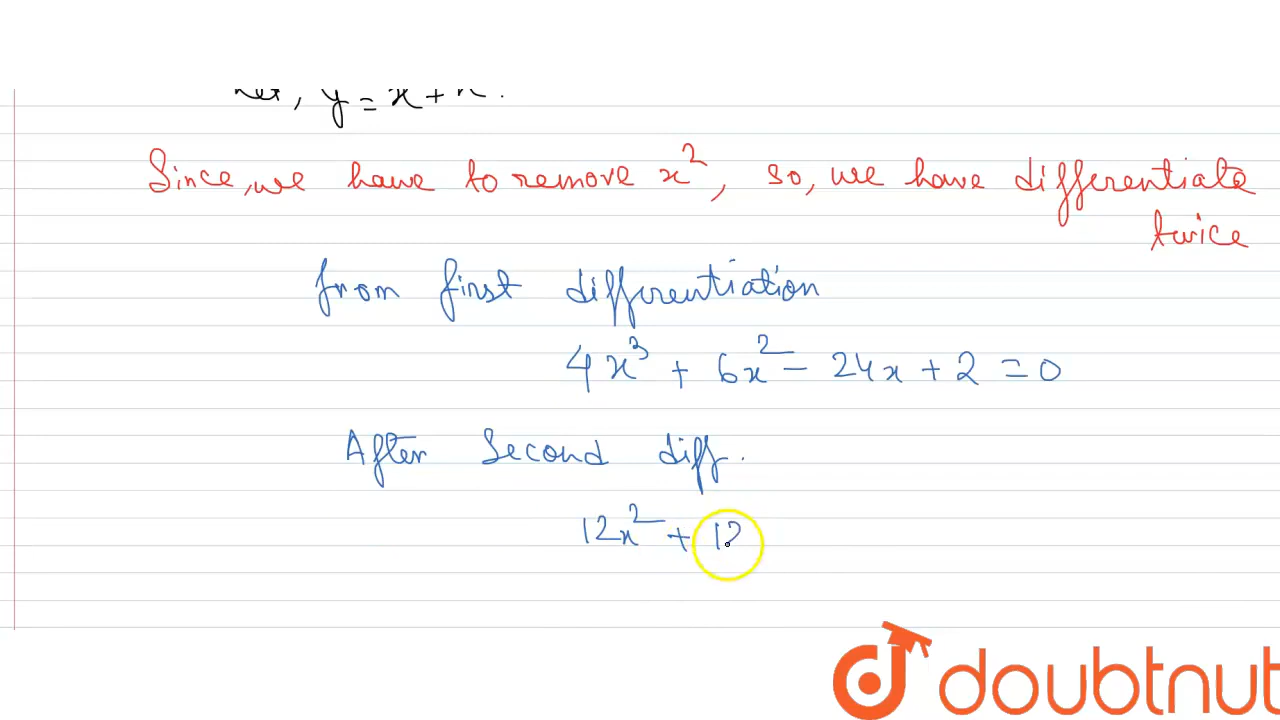 , y = x + h.
Since, we have to remove x², so, we have differentiate
twice
from first differentiation
4x³ + 6x² - 24x + 2 = 0
After Second diff.
12x² + 12
doubtnut